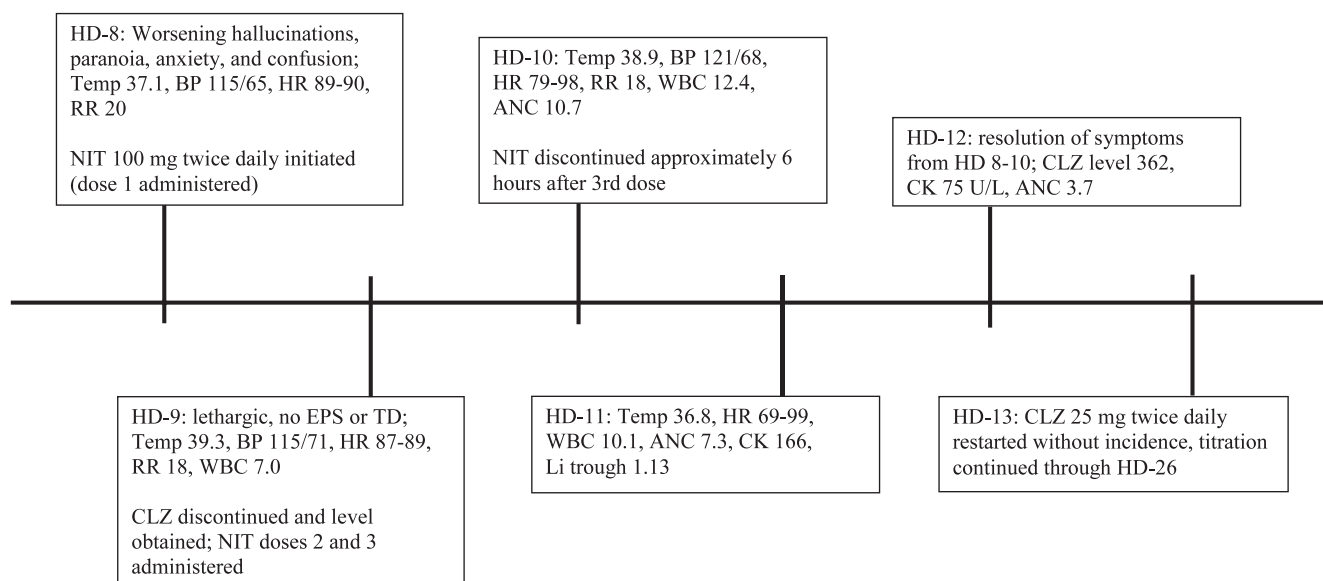 HD-8: Worsening hallucinations,
paranoia, anxiety, and confusion;
Temp 37.1, BP 115/65, HR 89-90,
RR 20
NIT 100 mg twice daily initiated
(dose 1 administered)
HD-9: lethargic, no EPS or TD;
Temp 39.3, BP 115/71, HR 87-89,
RR 18, WBC 7.0
CLZ discontinued and level
obtained; NIT doses 2 and 3
administered
HD-10: Temp 38.9, BP 121/68,
HR 79-98, RR 18, WBC 12.4,
ANC 10.7
NIT discontinued approximately 6
hours after 3rd dose
HD-11: Temp 36.8, HR 69-99,
WBC 10.1, ANC 7.3, CK 166,
Li trough 1.13
HD-12: resolution of symptoms
from HD 8-10; CLZ level 362,
CK 75 U/L, ANC 3.7
HD-13: CLZ 25 mg twice daily
restarted without incidence, titration
continued through HD-26